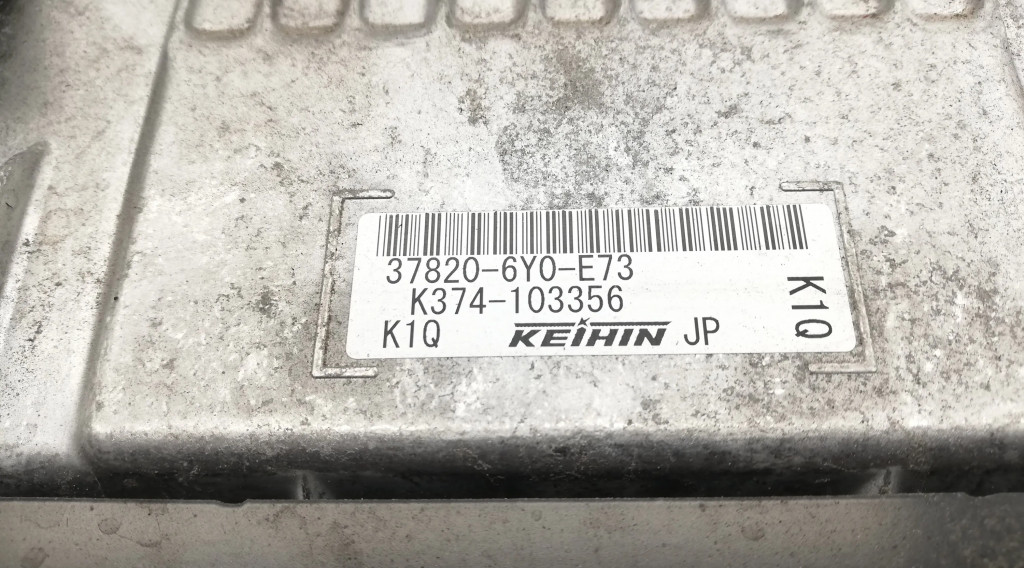 37820-6Y0-E73
K374-103356
K1Q KEIHIN JP
K1Q